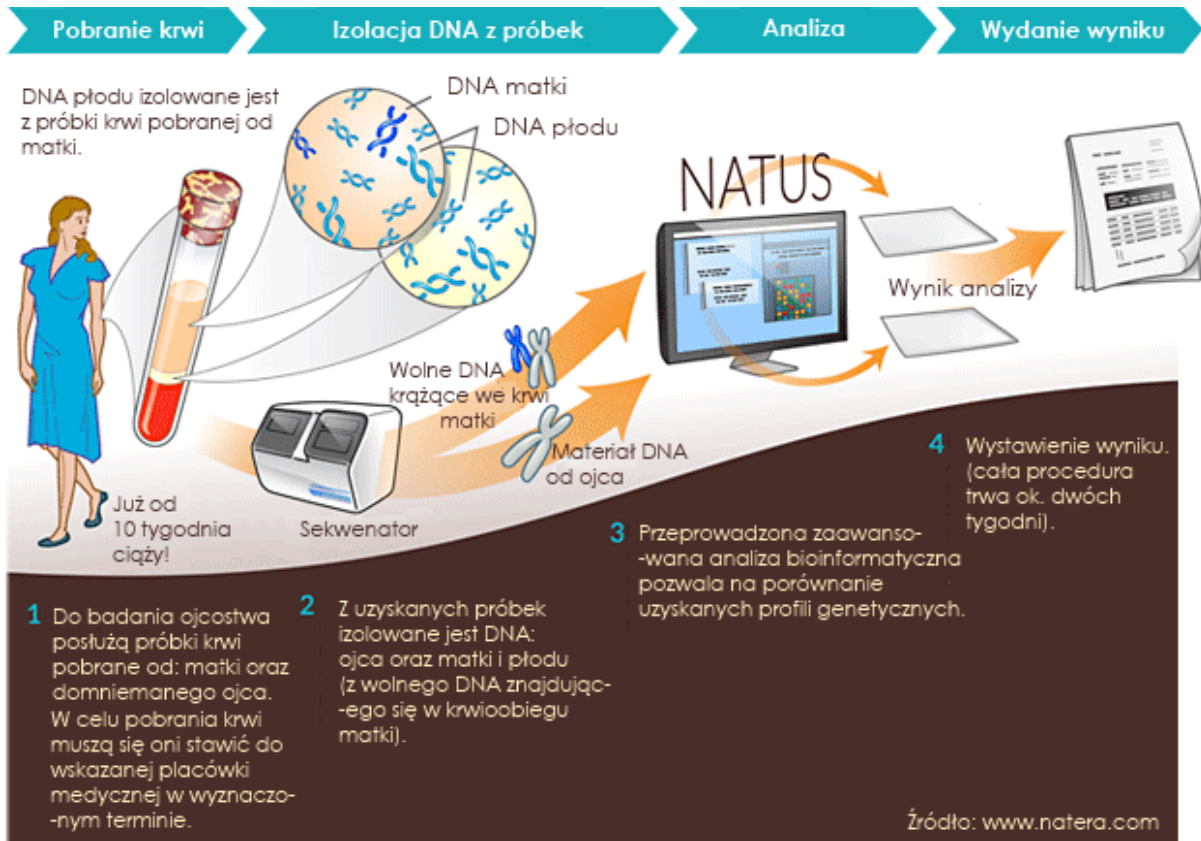 Pobranie krwi
Izolacja DNA z próbek
Analiza
Wydanie wyniku
DNA płodu izolowane jest
z próbki krwi pobranej od
matki.
DNA matki
DNA płodu
NATUS
Wynik analizy
Wolne DNA
krążące we krwi
matki
Materiał DNA
od ojca
Już od
10 tygodnia
ciąży!
Sekwenator
1 Do badania ojcostwa
posłużą próbki krwi
pobrane od: matki oraz
domniemanego ojca.
W celu pobrania krwi
muszą się oni stawić do
wskazanej placówki
medycznej w wyznaczo-
-nym terminie.
2 Z uzyskanych próbek
izolowane jest DNA:
ojca oraz matki i płodu
(z wolnego DNA znajdując-
-ego się w krwioobiegu
matki).
3 Przeprowadzona zaawanso-
-wana analiza bioinformatyczna
pozwala na porównanie
uzyskanych profili genetycznych.
4 Wystawienie wyniku.
(cała procedura
trwa ok. dwóch
tygodni).
Źródło: www.natera.com